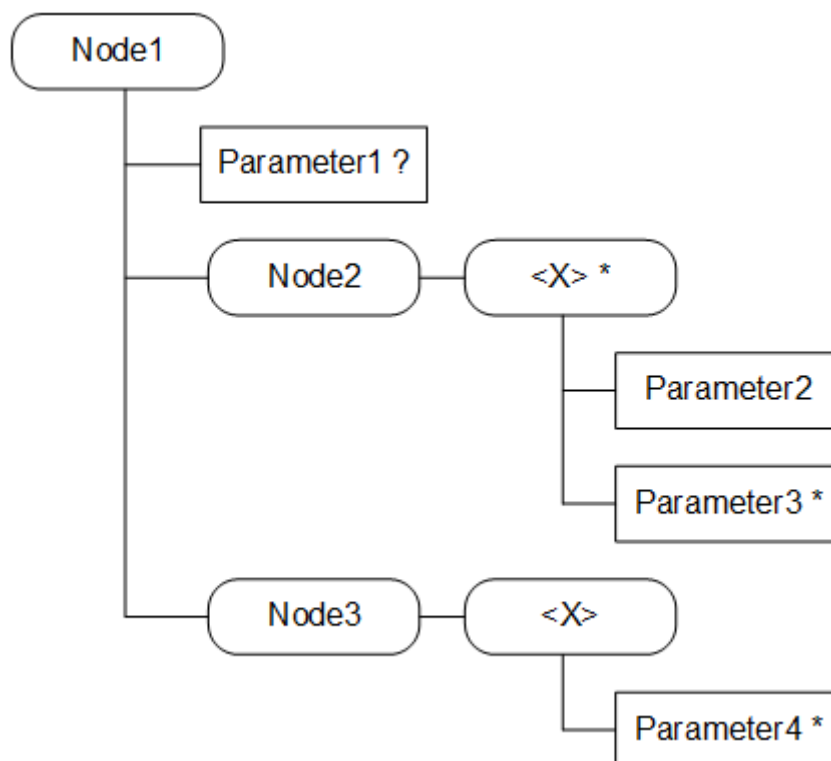 Node1
Parameter1 ?
Node2
<X> *
Parameter2
Parameter3 *
Node3
<X>
Parameter4 *